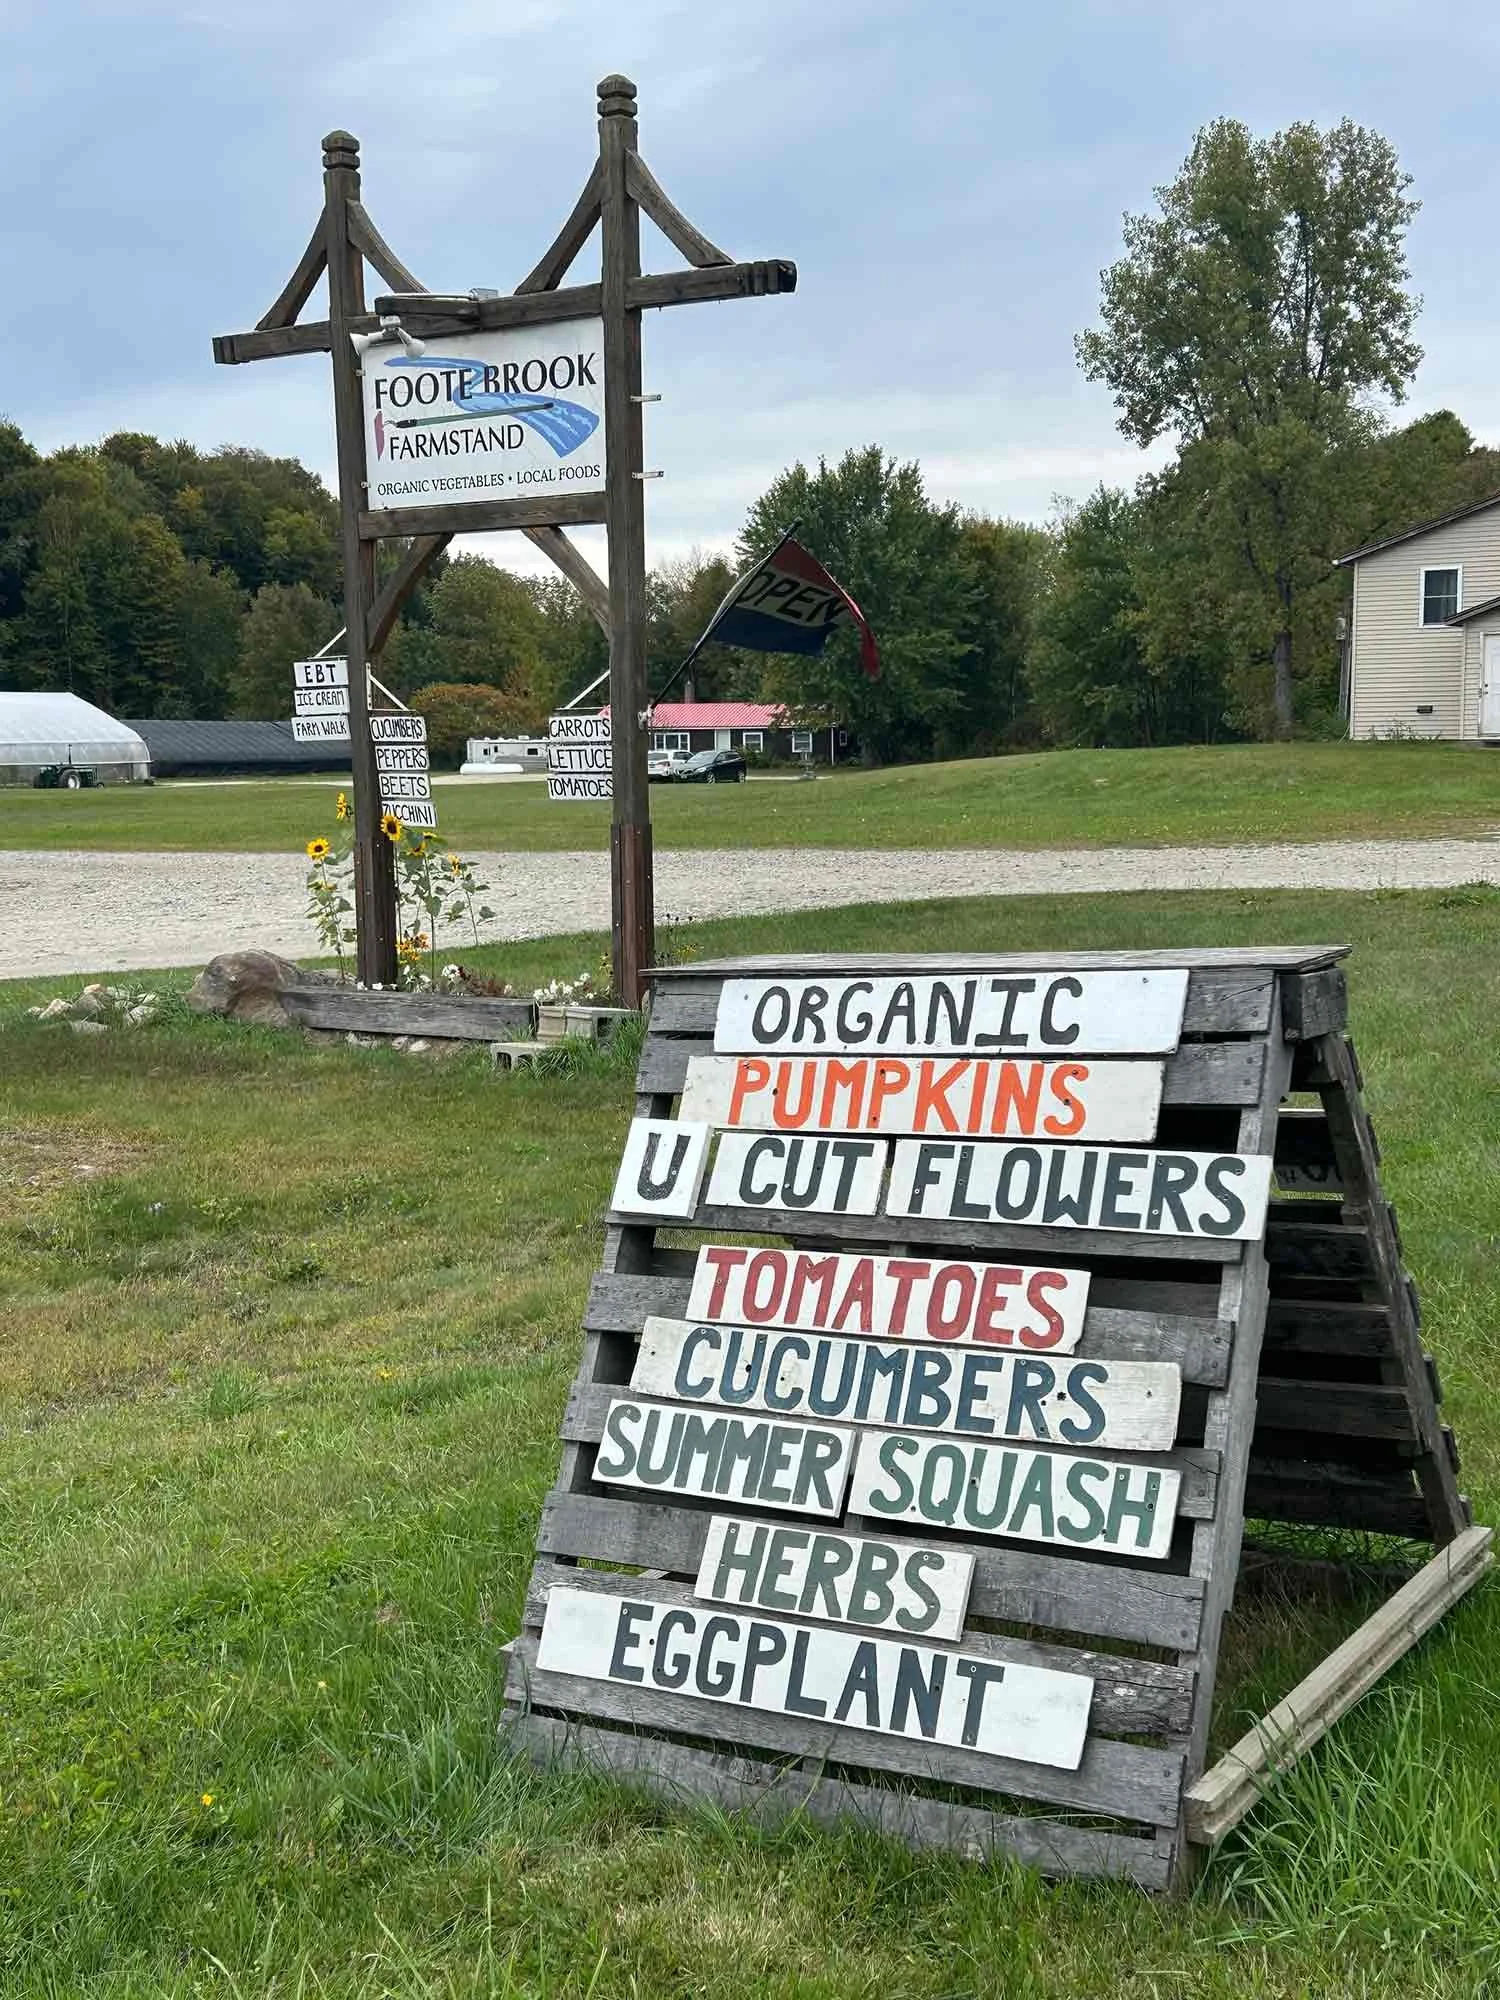 FOOTE BROOK
FARMSTAND
ORGANIC VEGETABLES • LOCAL FOODS
OPEN
EBT
ICE CREAM
FARM WALK
CUCUMBERS
PEPPERS
BEETS
ZUCCHINI
CARROTS
LETTUCE
TOMATOES
ORGANIC
PUMPKINS
U CUT FLOWERS
TOMATOES
CUCUMBERS
SUMMER SQUASH
HERBS
EGGPLANT